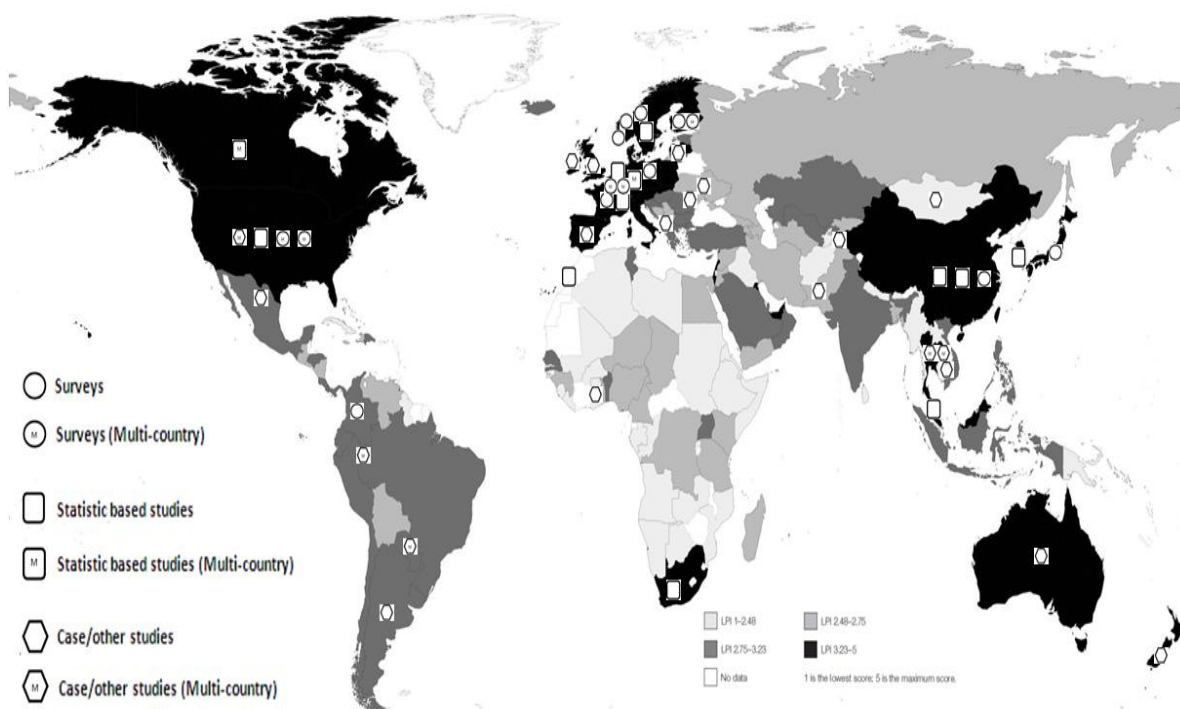 Surveys
M
Surveys (Multi-country)
Statistic based studies
M
Statistic based studies (Multi-country)
Case/other studies
M
Case/other studies (Multi-country)
LPI 1–2.48
LPI 2.48–2.75
LPI 2.75–3.23
LPI 3.23–5
No data
1 is the lowest score; 5 is the maximum score.